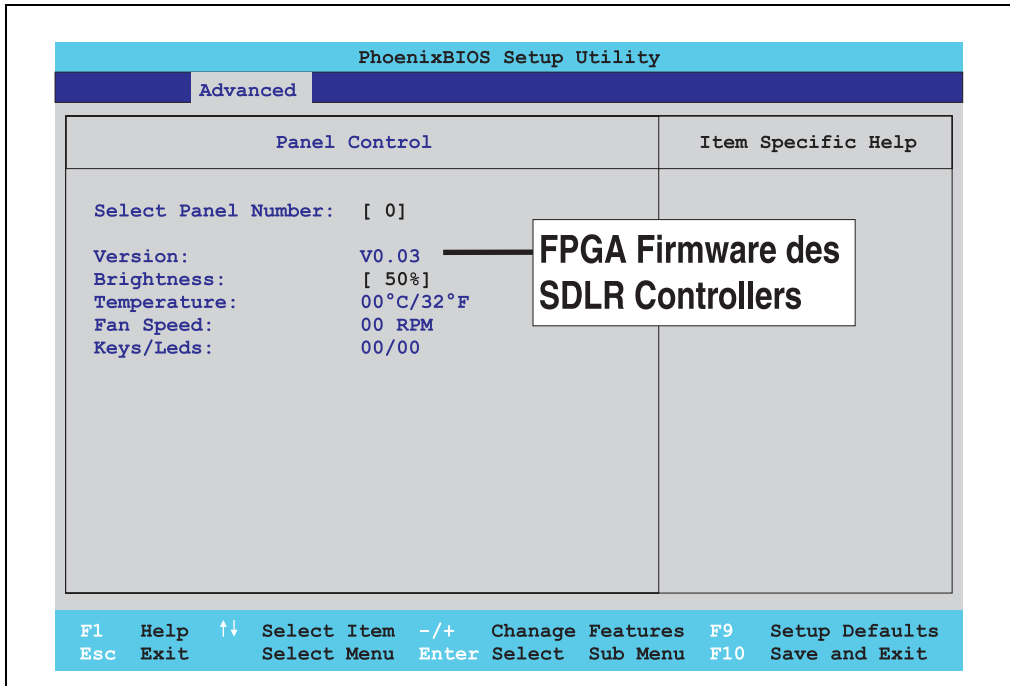 PhoenixBIOS Setup Utility
Advanced
Panel Control
Item Specific Help
Select Panel Number: [ 0]
Version: V0.03
FPGA Firmware des
SDLR Controllers
Brightness: [ 50%]
Temperature: 00°C/32°F
Fan Speed: 00 RPM
Keys/Leds: 00/00
F1 Help ↑↓ Select Item -/+ Chanage Features F9 Setup Defaults
Esc Exit Select Menu Enter Select Sub Menu F10 Save and Exit